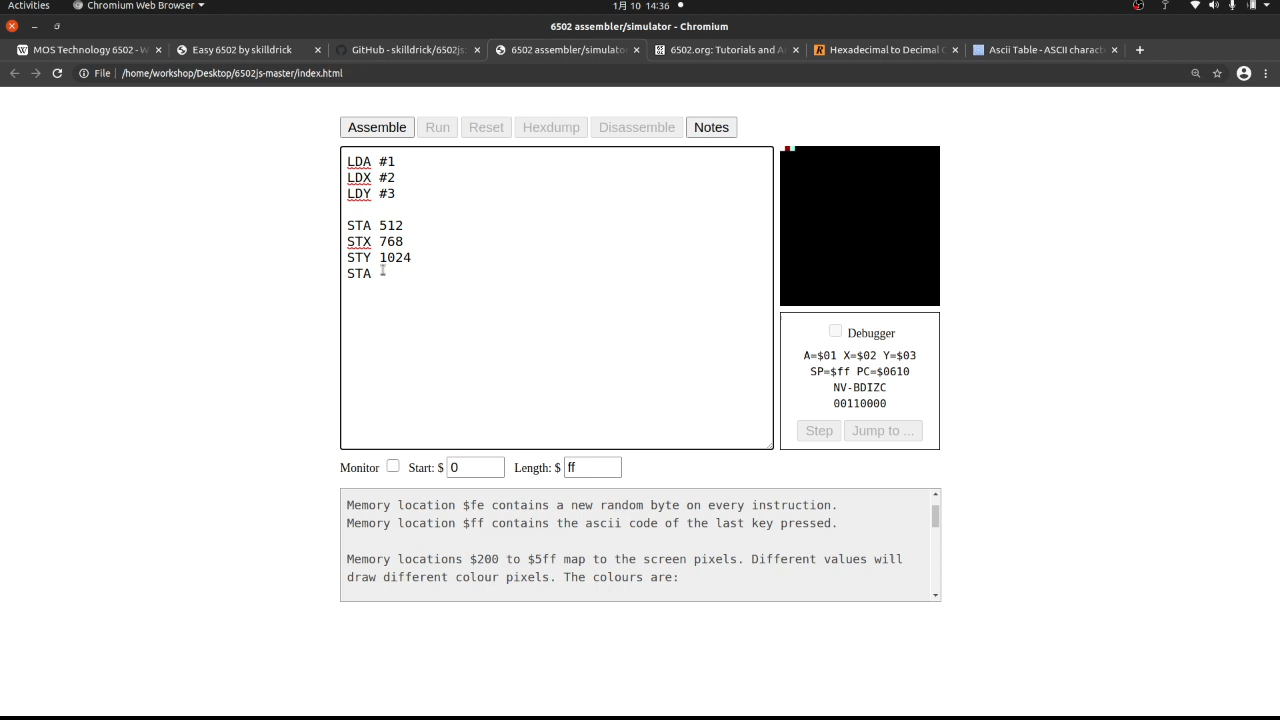 Activities
Chromium Web Browser
1月 10 14:36
6502 assembler/simulator - Chromium
MOS Technology 6502 - W
Easy 6502 by skilldrick
GitHub - skilldrick/6502js:
6502 assembler/simulato
6502.org: Tutorials and A
Hexadecimal to Decimal C
Ascii Table - ASCII charact
File
/home/workshop/Desktop/6502js-master/index.html
Assemble Run Reset Hexdump Disassemble Notes
LDA #1
LDX #2
LDY #3
STA 512
STX 768
STY 1024
STA
Debugger
A=$01 X=$02 Y=$03
SP=$ff PC=$0610
NV-BDIZC
00110000
Step Jump to ...
Monitor Start: $ 0 Length: $ ff
Memory location $fe contains a new random byte on every instruction.
Memory location $ff contains the ascii code of the last key pressed.
Memory locations $200 to $5ff map to the screen pixels. Different values will
draw different colour pixels. The colours are: